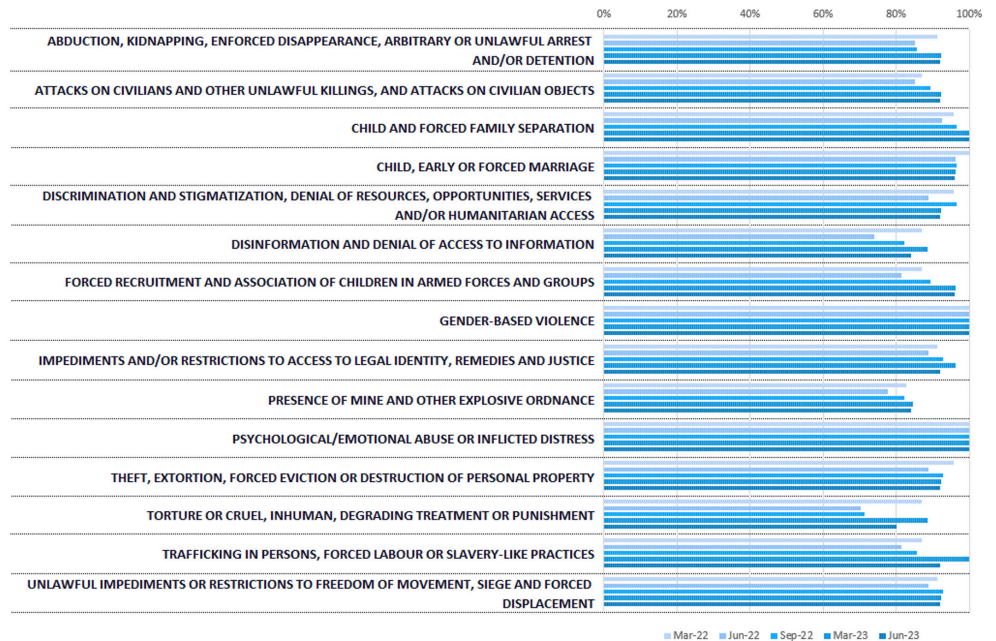 0% 20% 40% 60% 80% 100%
ABDUCTION, KIDNAPPING, ENFORCED DISAPPEARANCE, ARBITRARY OR UNLAWFUL ARREST
AND/OR DETENTION
ATTACKS ON CIVILIANS AND OTHER UNLAWFUL KILLINGS, AND ATTACKS ON CIVILIAN OBJECTS
CHILD AND FORCED FAMILY SEPARATION
CHILD, EARLY OR FORCED MARRIAGE
DISCRIMINATION AND STIGMATIZATION, DENIAL OF RESOURCES, OPPORTUNITIES, SERVICES
AND/OR HUMANITARIAN ACCESS
DISINFORMATION AND DENIAL OF ACCESS TO INFORMATION
FORCED RECRUITMENT AND ASSOCIATION OF CHILDREN IN ARMED FORCES AND GROUPS
GENDER-BASED VIOLENCE
IMPEDIMENTS AND/OR RESTRICTIONS TO ACCESS TO LEGAL IDENTITY, REMEDIES AND JUSTICE
PRESENCE OF MINE AND OTHER EXPLOSIVE ORDNANCE
PSYCHOLOGICAL/EMOTIONAL ABUSE OR INFLICTED DISTRESS
THEFT, EXTORTION, FORCED EVICTION OR DESTRUCTION OF PERSONAL PROPERTY
TORTURE OR CRUEL, INHUMAN, DEGRADING TREATMENT OR PUNISHMENT
TRAFFICKING IN PERSONS, FORCED LABOUR OR SLAVERY-LIKE PRACTICES
UNLAWFUL IMPEDIMENTS OR RESTRICTIONS TO FREEDOM OF MOVEMENT, SIEGE AND FORCED
DISPLACEMENT
Mar-22 Jun-22 Sep-22 Mar-23 Jun-23